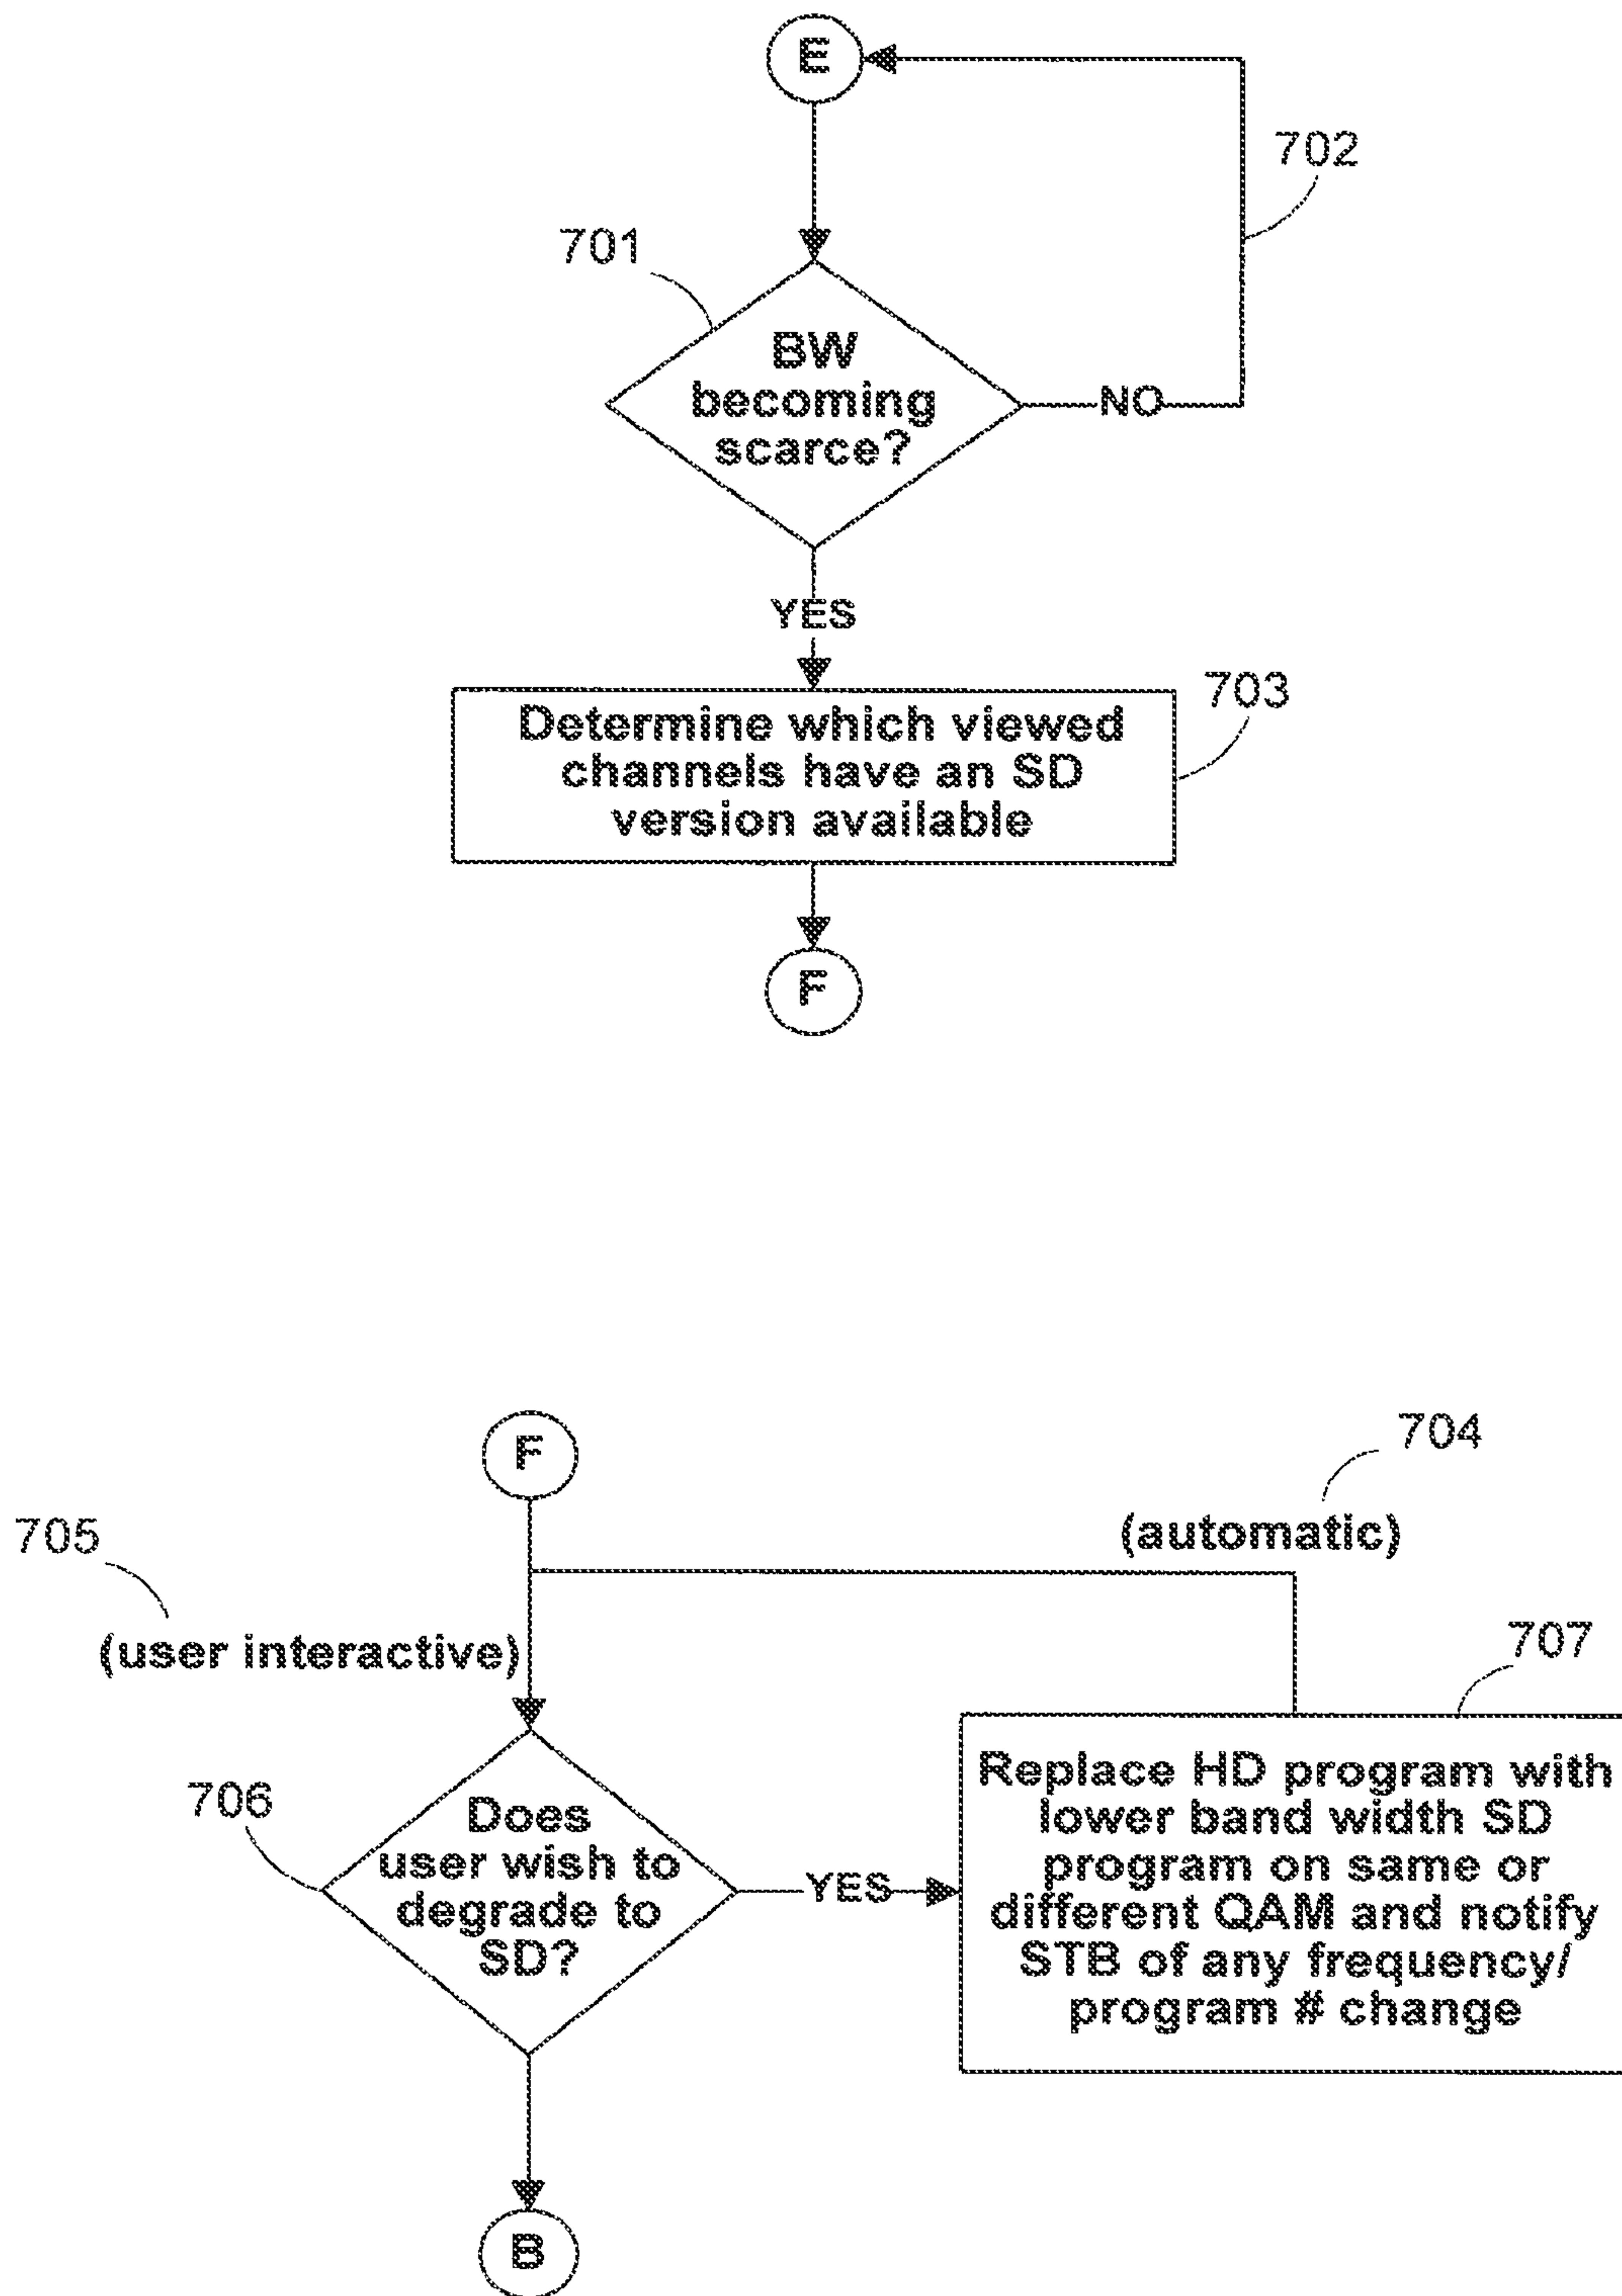 E
702
701
BW
becoming
scarce?
NO
YES
703
Determine which viewed
channels have an SD
version available
F
F
704
(automatic)
705
(user interactive)
707
706
Does
user wish to
degrade to
SD?
YES
Replace HD program with
lower band width SD
program on same or
different QAM and notify
STB of any frequency/
program # change
B